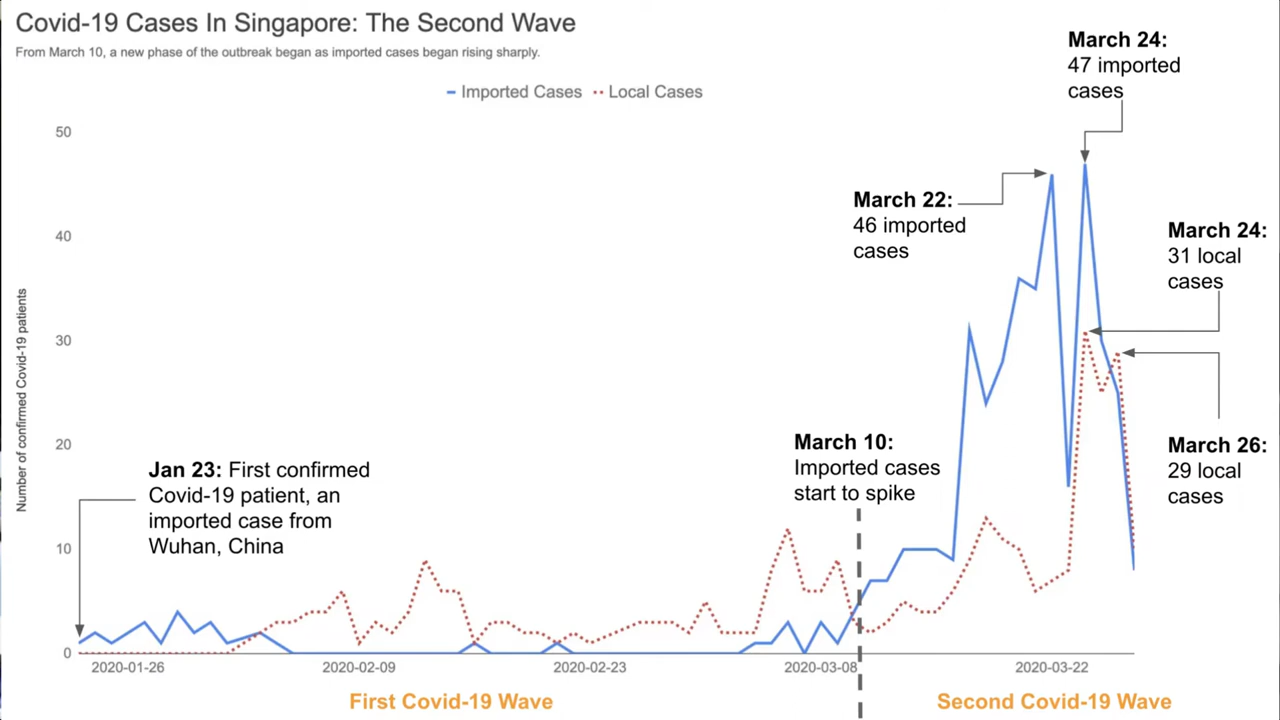 Covid-19 Cases In Singapore: The Second Wave
From March 10, a new phase of the outbreak began as imported cases began rising sharply.
Imported Cases
Local Cases
March 24:
47 imported
cases
50
March 22:
46 imported
cases
March 24:
31 local
cases
40
30
20
10
0
Number of confirmed Covid-19 patients
Jan 23: First confirmed
Covid-19 patient, an
imported case from
Wuhan, China
March 10:
Imported cases
start to spike
March 26:
29 local
cases
2020-01-26
2020-02-09
2020-02-23
2020-03-08
2020-03-22
First Covid-19 Wave
Second Covid-19 Wave